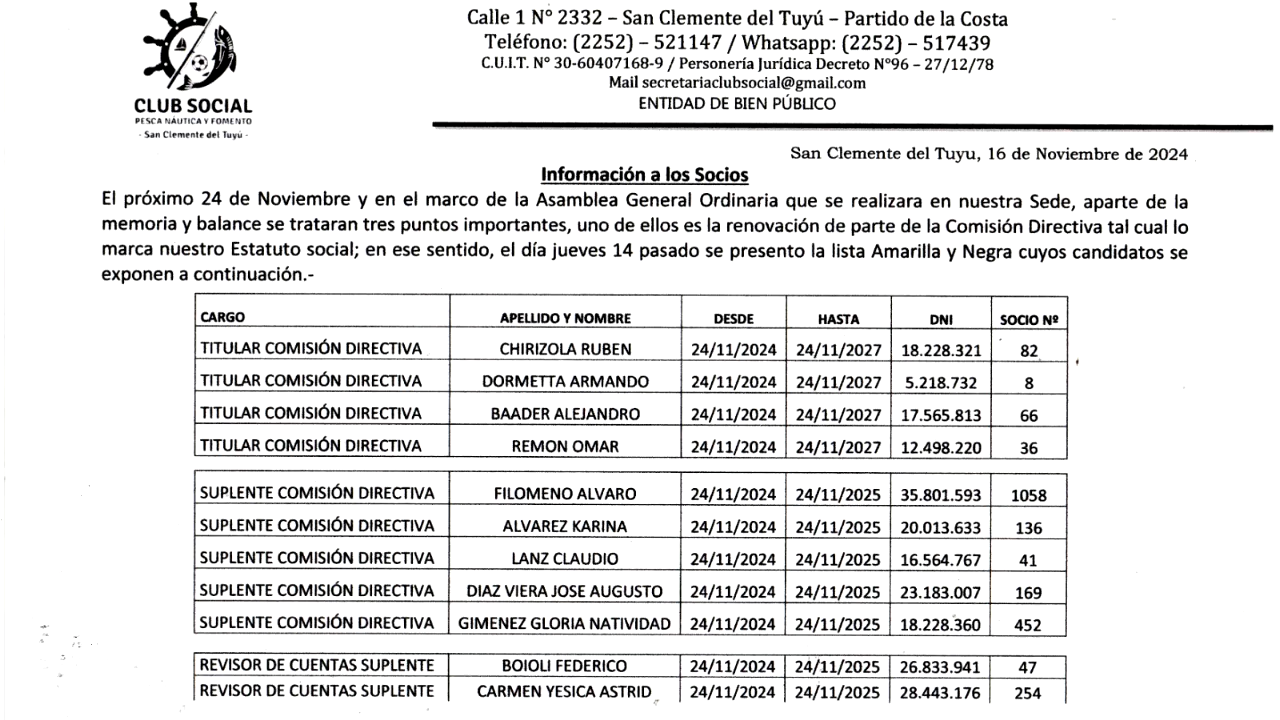 CLUB SOCIAL
PESCA NÁUTICA Y FOMENTO
- San Clemente del Tuyú -
Calle 1 N° 2332 – San Clemente del Tuyú – Partido de la Costa
Teléfono: (2252) – 521147 / Whatsapp: (2252) – 517439
C.U.I.T. N° 30-60407168-9 / Personería Jurídica Decreto N°96 – 27/12/78
Mail secretariaclubsocial@gmail.com
ENTIDAD DE BIEN PÚBLICO
San Clemente del Tuyu, 16 de Noviembre de 2024
Información a los Socios
El próximo 24 de Noviembre y en el marco de la Asamblea General Ordinaria que se realizara en nuestra Sede, aparte de la
memoria y balance se trataran tres puntos importantes, uno de ellos es la renovación de parte de la Comisión Directiva tal cual lo
marca nuestro Estatuto social; en ese sentido, el día jueves 14 pasado se presento la lista Amarilla y Negra cuyos candidatos se
exponen a continuación.-
CARGO APELLIDO Y NOMBRE DESDE HASTA DNI SOCIO Nº
TITULAR COMISIÓN DIRECTIVA CHIRIZOLA RUBEN 24/11/2024 24/11/2027 18.228.321 82
TITULAR COMISIÓN DIRECTIVA DORMETTA ARMANDO 24/11/2024 24/11/2027 5.218.732 8
TITULAR COMISIÓN DIRECTIVA BAADER ALEJANDRO 24/11/2024 24/11/2027 17.565.813 66
TITULAR COMISIÓN DIRECTIVA REMON OMAR 24/11/2024 24/11/2027 12.498.220 36
SUPLENTE COMISIÓN DIRECTIVA FILOMENO ALVARO 24/11/2024 24/11/2025 35.801.593 1058
SUPLENTE COMISIÓN DIRECTIVA ALVAREZ KARINA 24/11/2024 24/11/2025 20.013.633 136
SUPLENTE COMISIÓN DIRECTIVA LANZ CLAUDIO 24/11/2024 24/11/2025 16.564.767 41
SUPLENTE COMISIÓN DIRECTIVA DIAZ VIERA JOSE AUGUSTO 24/11/2024 24/11/2025 23.183.007 169
SUPLENTE COMISIÓN DIRECTIVA GIMENEZ GLORIA NATIVIDAD 24/11/2024 24/11/2025 18.228.360 452
REVISOR DE CUENTAS SUPLENTE BOIOLI FEDERICO 24/11/2024 24/11/2025 26.833.941 47
REVISOR DE CUENTAS SUPLENTE CARMEN YESICA ASTRID 24/11/2024 24/11/2025 28.443.176 254